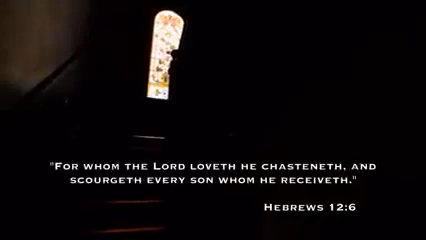 "For whom the Lord loveth he chasteneth, and
scourgeth every son whom he receiveth."
Hebrews 12:6